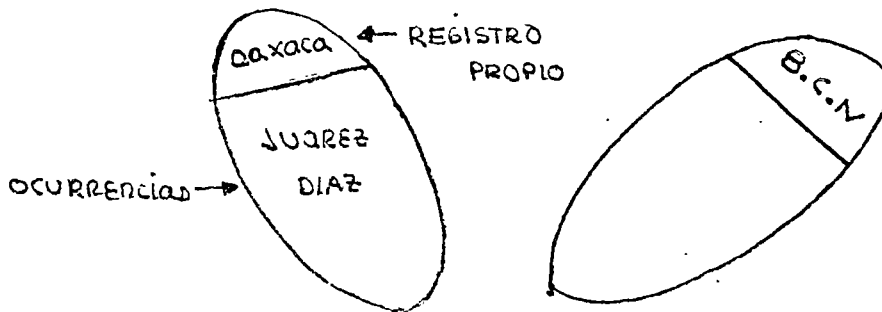 Oaxaca
REGISTRO
PROPIO
JUAREZ
DIAZ
OCURRENCIAS
B.C.N